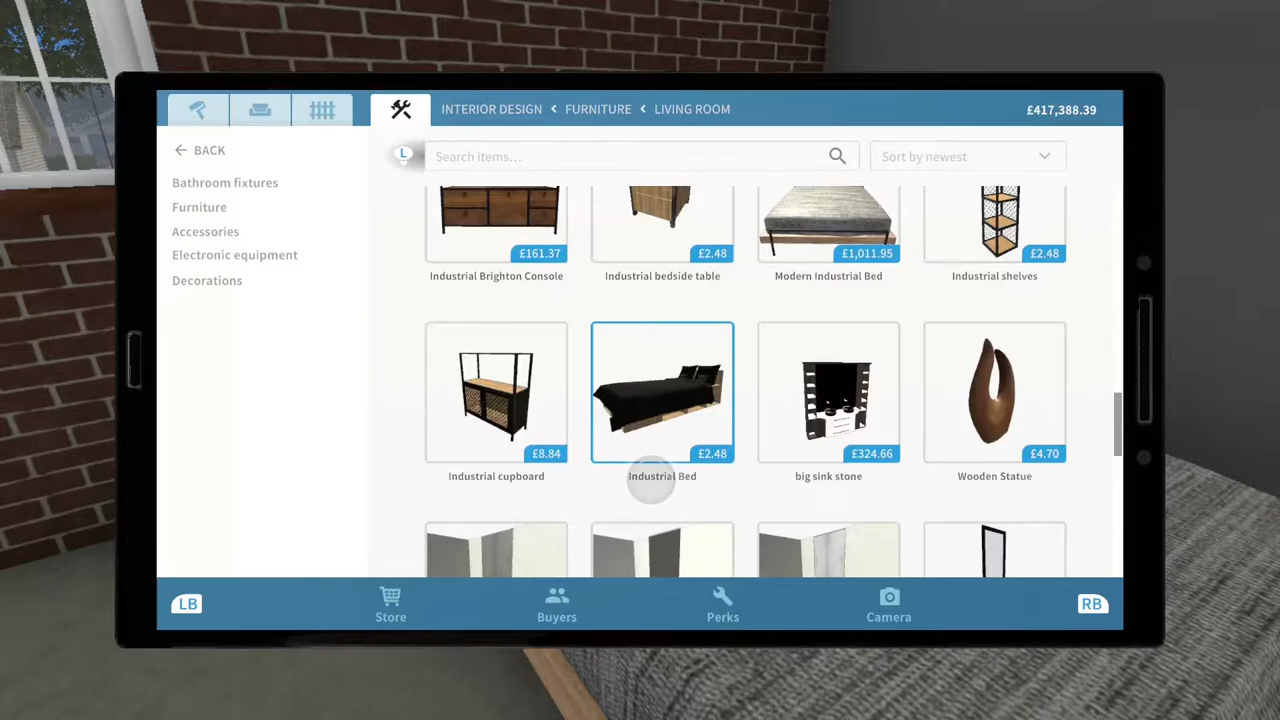 INTERIOR DESIGN < FURNITURE < LIVING ROOM
£417,388.39
BACK
L
Search items...
Sort by newest
Bathroom fixtures
Furniture
Accessories
Electronic equipment
Decorations
£161.37
£2.48
£1,011.95
£2.48
Industrial Brighton Console
Industrial bedside table
Modern Industrial Bed
Industrial shelves
£8.84
£2.48
£324.66
£4.70
Industrial cupboard
Industrial Bed
big sink stone
Wooden Statue
LB
Store
Buyers
Perks
Camera
RB